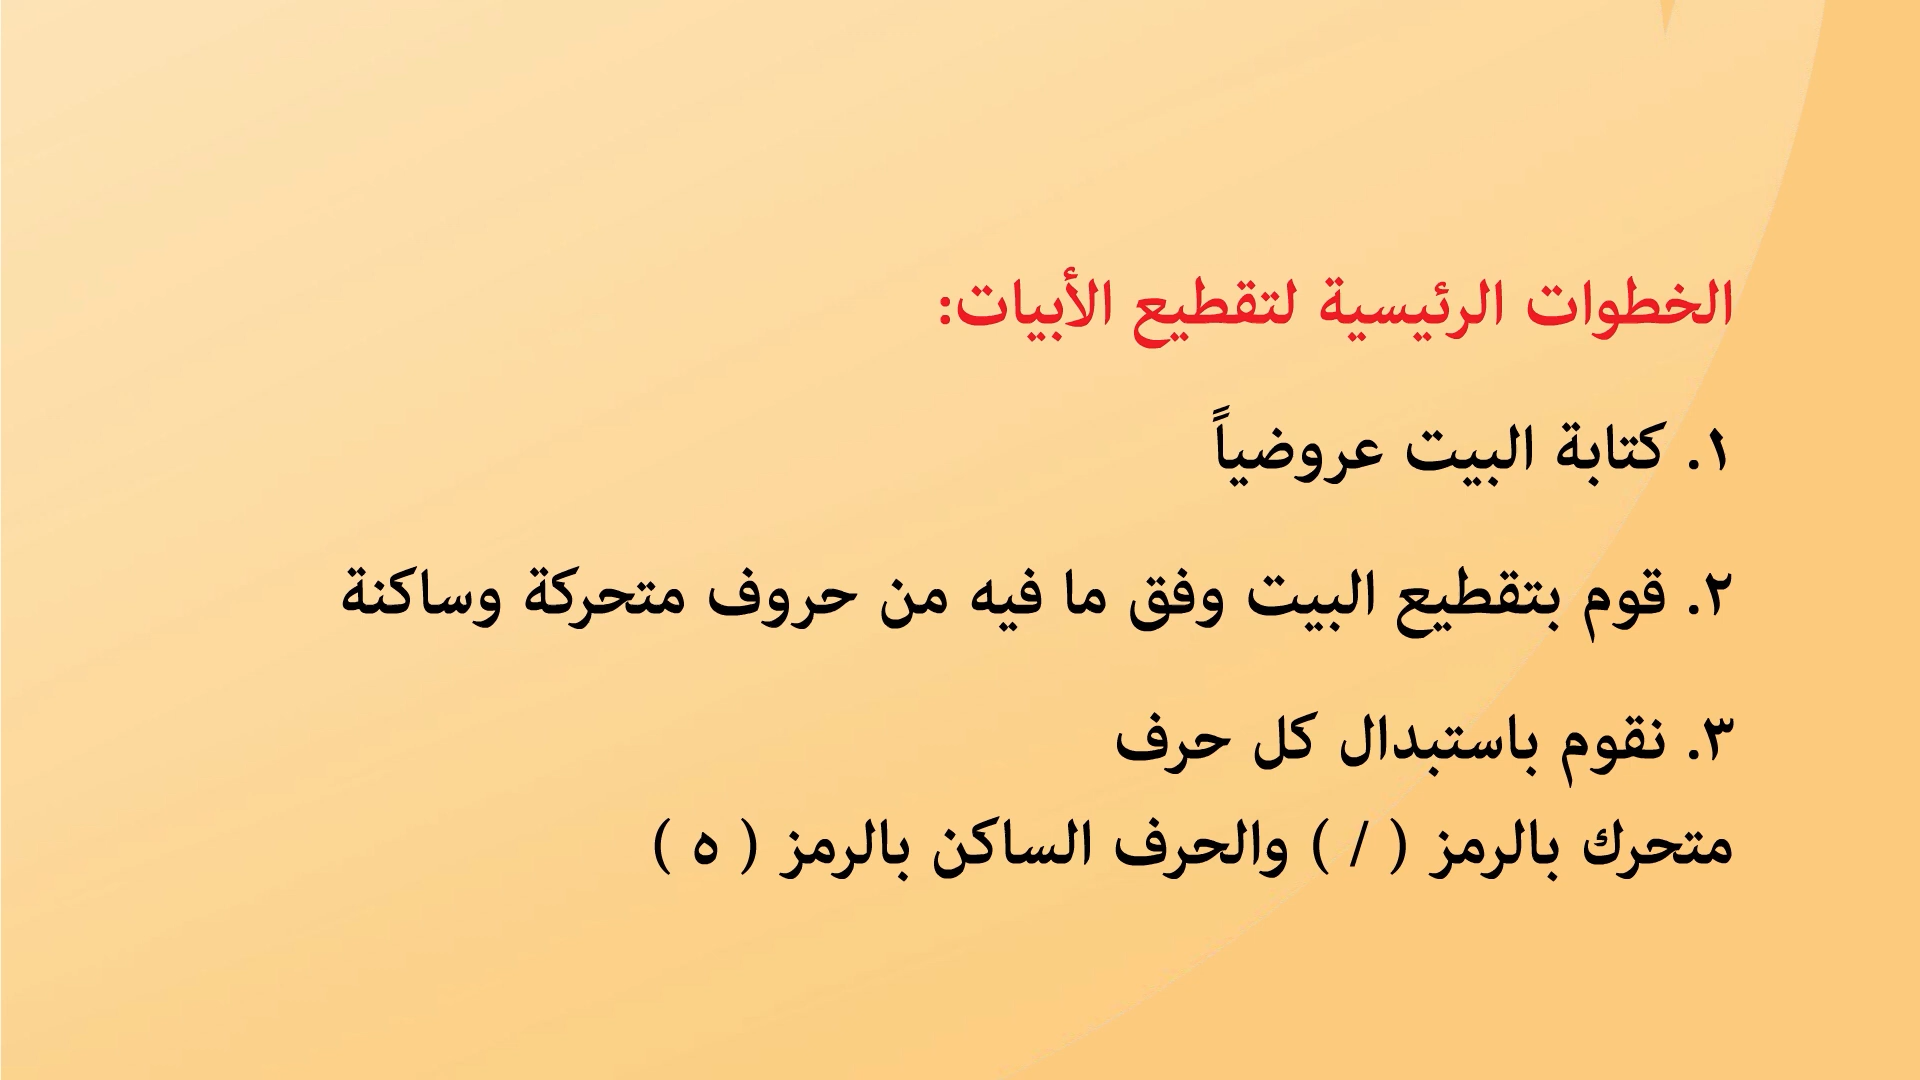 الخطوات الرئيسية لتقطيع الأبيات:
١. كتابة البيت عروضياً
٢. قوم بتقطيع البيت وفق ما فيه من حروف متحركة وساكنة
٣. نقوم باستبدال كل حرف
متحرك بالرمز ( / ) والحرف الساكن بالرمز ( ه )